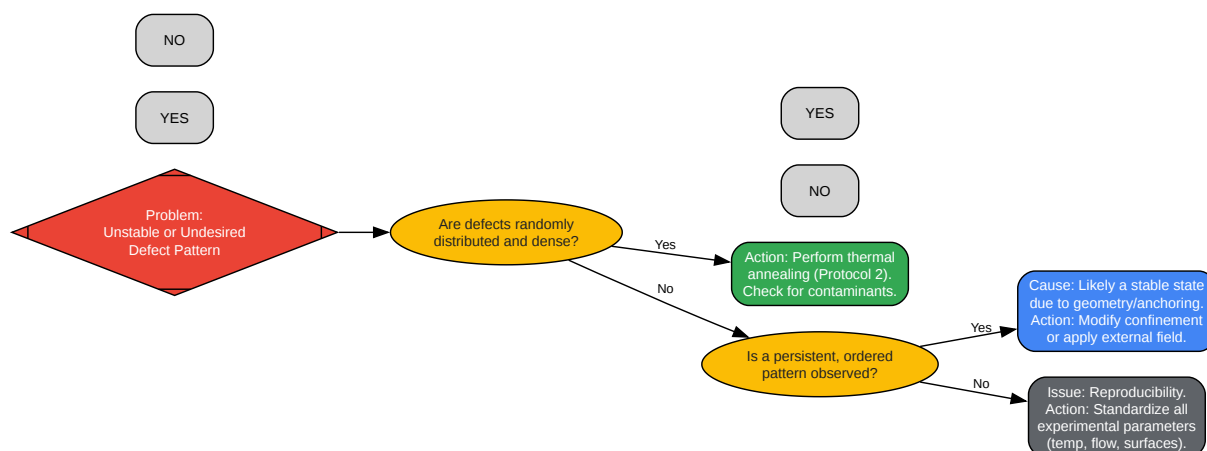 NO
YES
Problem:
Unstable or Undesired
Defect Pattern
Are defects randomly
distributed and dense?
Yes
No
YES
NO
Action: Perform thermal
annealing (Protocol 2).
Check for contaminants.
Is a persistent, ordered
pattern observed?
Yes
No
Cause: Likely a stable state
due to geometry/anchoring.
Action: Modify confinement
or apply external field.
Issue: Reproducibility.
Action: Standardize all
experimental parameters
(temp, flow, surfaces).